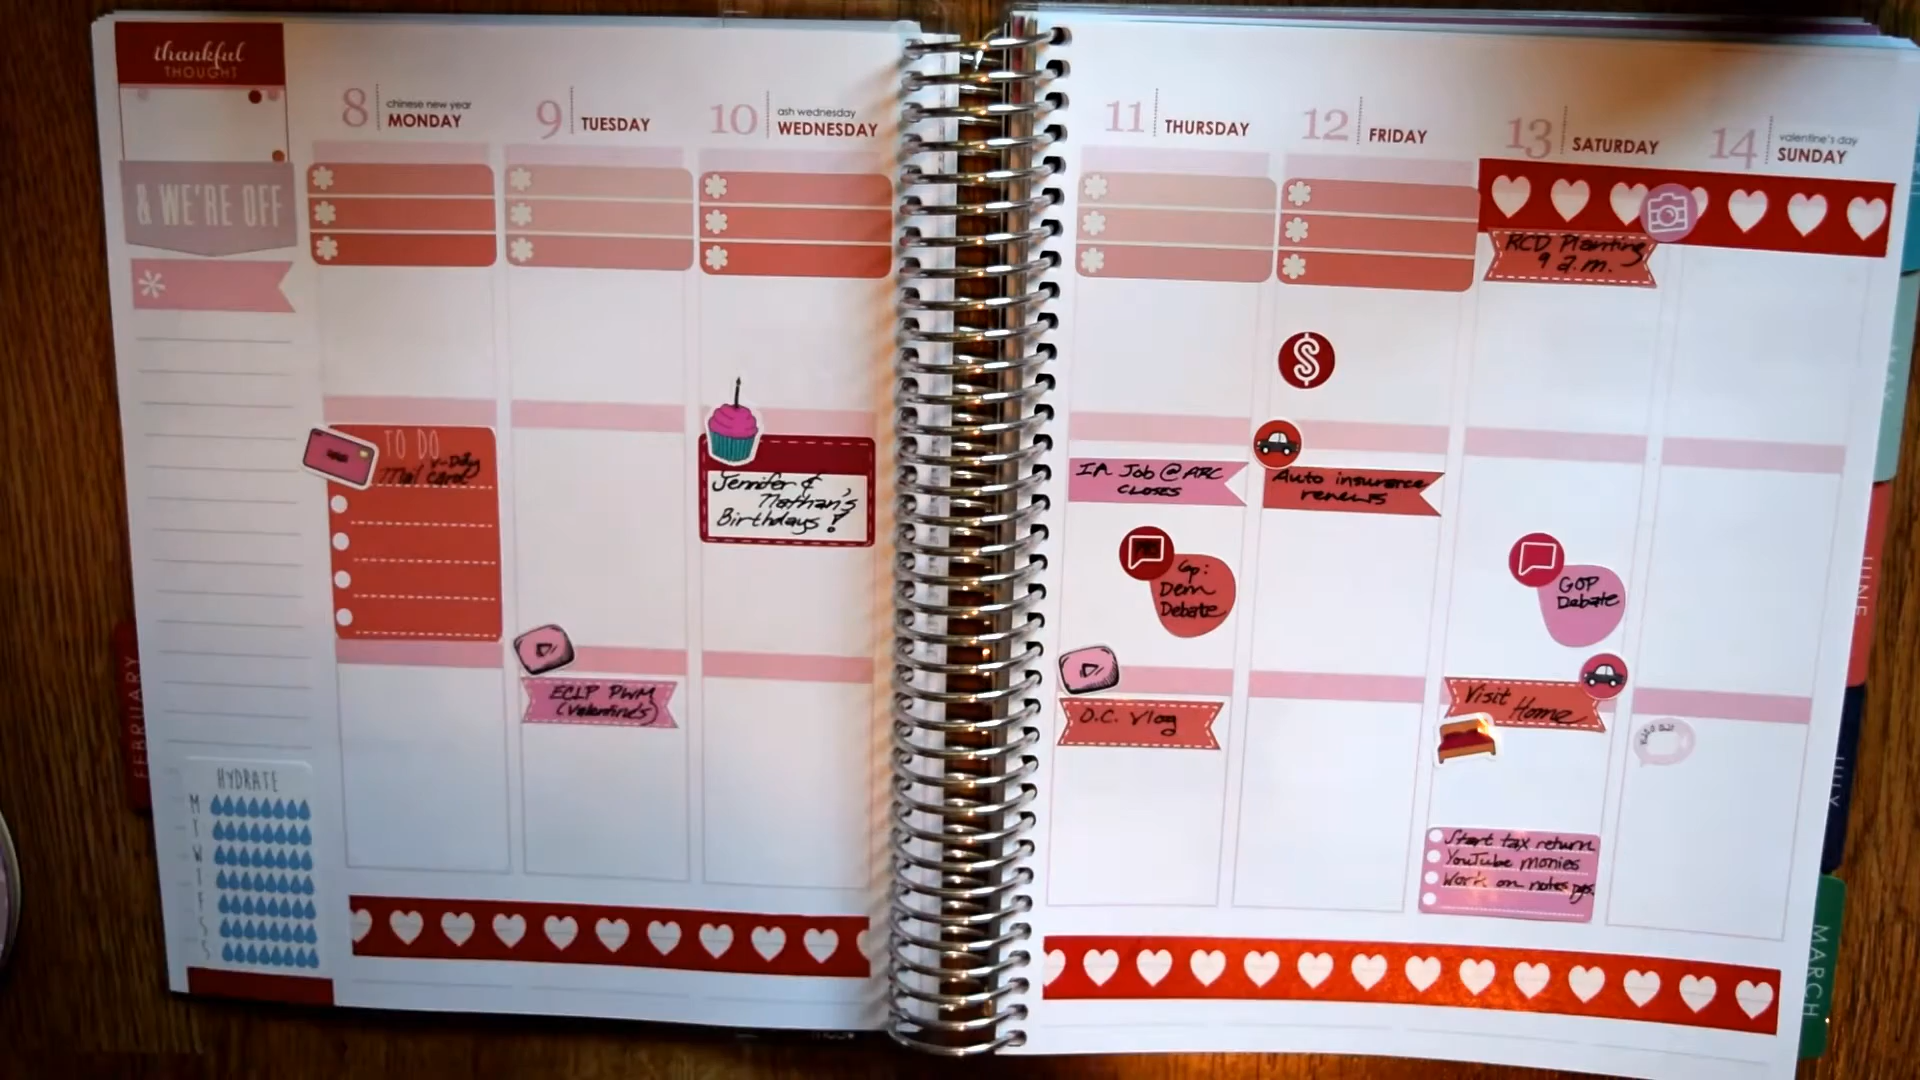 thankful
THOUGHT
& WE'RE OFF
8
chinese new year
MONDAY
9
TUESDAY
10
ash wednesday
WEDNESDAY
11
THURSDAY
12
FRIDAY
13
SATURDAY
14
valentine's day
SUNDAY
RCD Planting
9 a.m.
TO DO
V-Day
Mail card
Jennifer &
Nathan's
Birthdays!
IA Job @ ARC
CLOSES
Auto insurance
renews
6p:
Dem
Debate
GOP
Debate
ECLP PWM
(Valentine's)
D.C. Vlog
Visit
Home
Start tax return
YouTube monies
Work on notes pgs.
HYDRATE
M
T
W
T
F
S
S
FEBRUARY
MAY
JUNE
JULY
MARCH